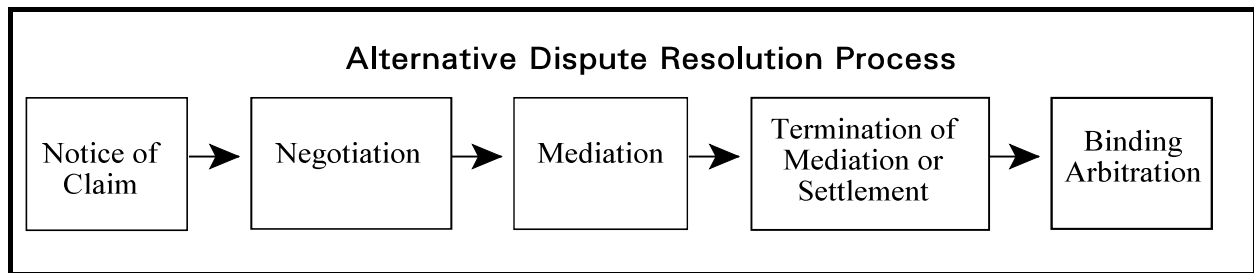 Alternative Dispute Resolution Process
Notice of
Claim
Negotiation
Mediation
Termination of
Mediation or
Settlement
Binding
Arbitration